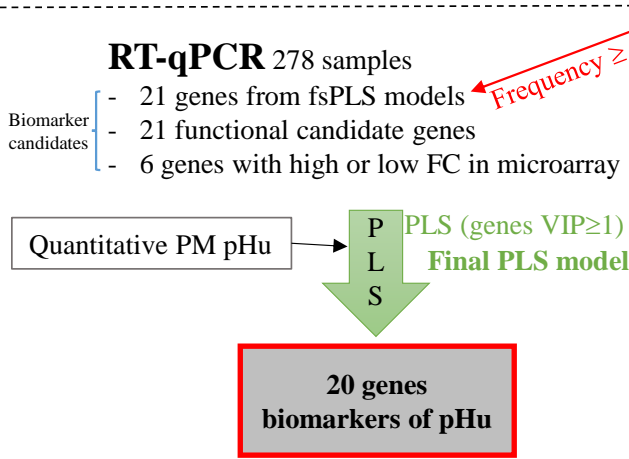 RT-qPCR 278 samples
Frequency ≥
Biomarker
candidates
- 21 genes from fsPLS models
- 21 functional candidate genes
- 6 genes with high or low FC in microarray
Quantitative PM pHu
P
L
S
PLS (genes VIP≥1)
Final PLS model
20 genes
biomarkers of pHu